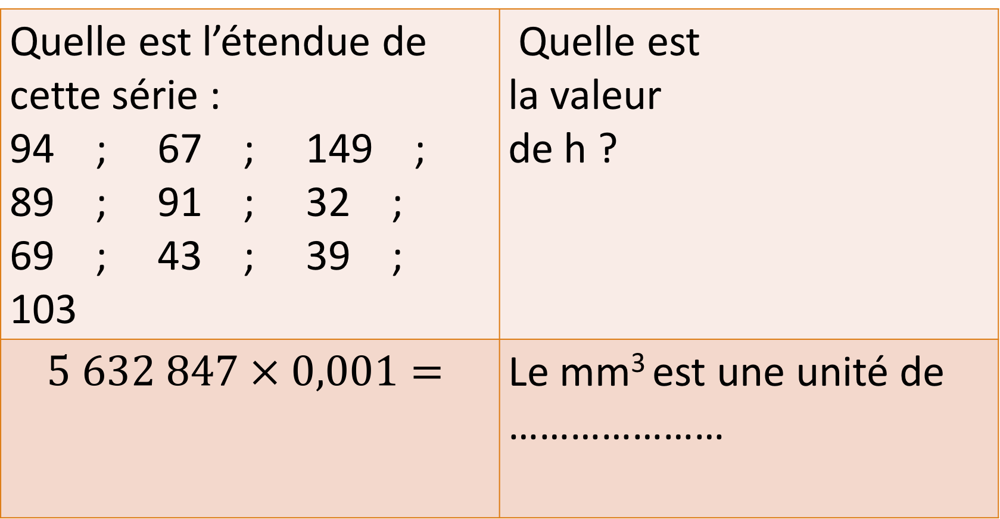 Quelle est l’étendue de
cette série :
94 ; 67 ; 149 ;
89 ; 91 ; 32 ;
69 ; 43 ; 39 ;
103
Quelle est
la valeur
de h ?
5 632 847 × 0,001 =
Le mm³ est une unité de
…………………